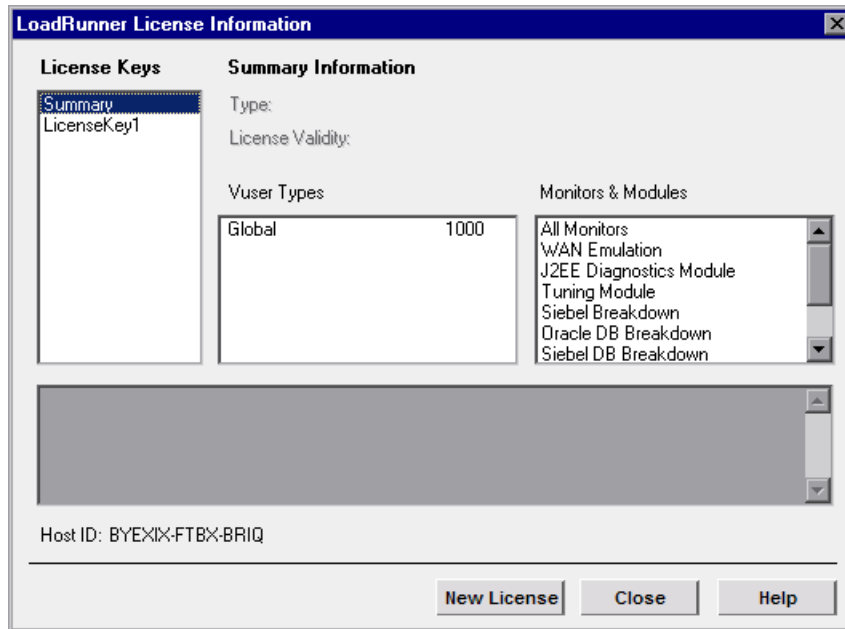 LoadRunner License Information
License Keys
Summary Information
Summary
LicenseKey1
Type:
License Validity:
Vuser Types
Monitors & Modules
Global 1000
All Monitors
WAN Emulation
J2EE Diagnostics Module
Tuning Module
Siebel Breakdown
Oracle DB Breakdown
Siebel DB Breakdown
Host ID: BYEXIX-FTBX-BRIQ
New License
Close
Help